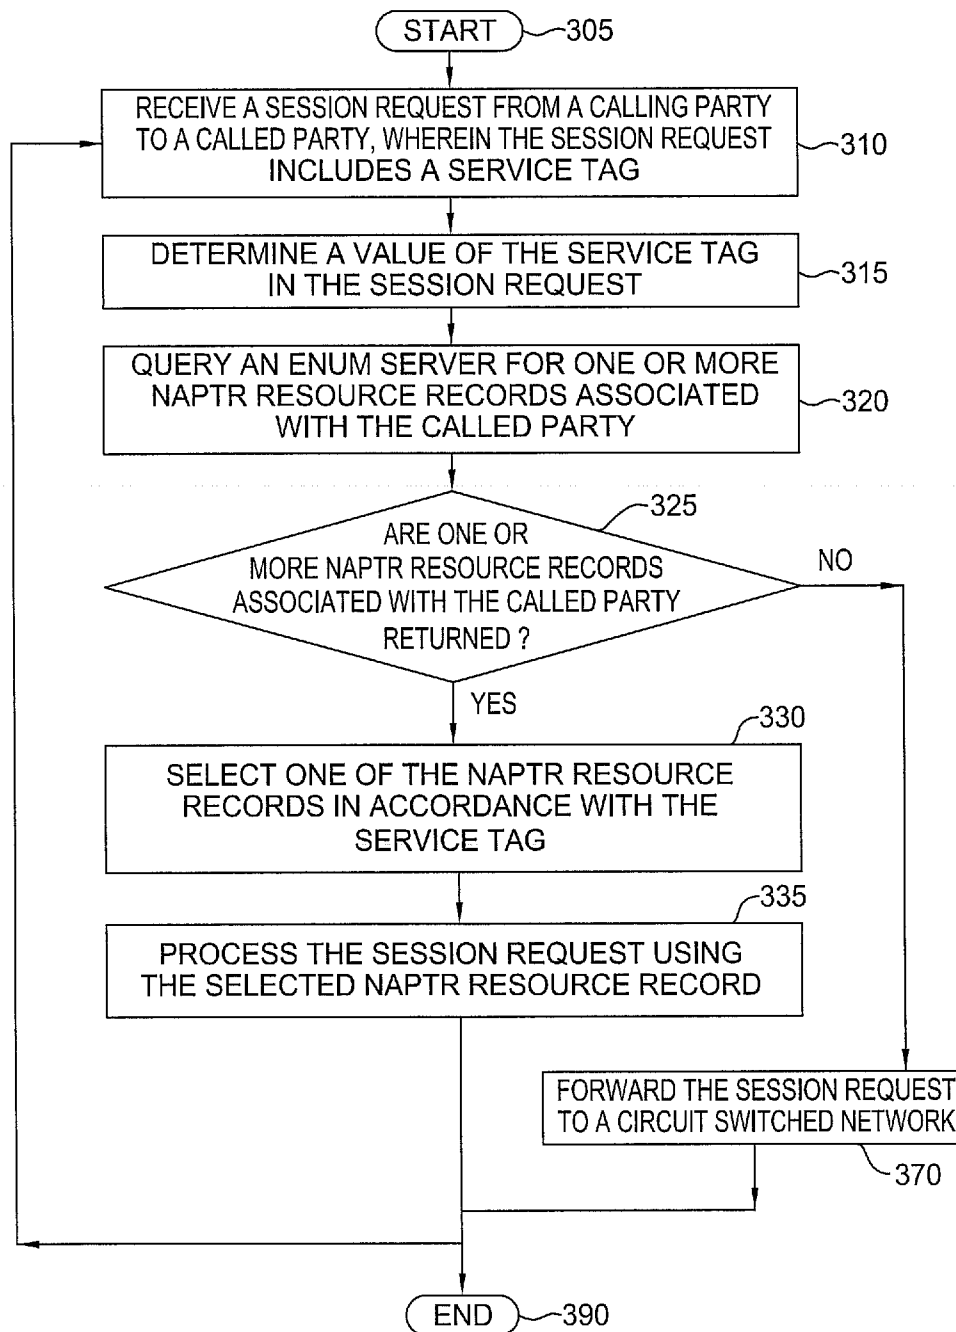 START
305
RECEIVE A SESSION REQUEST FROM A CALLING PARTY
TO A CALLED PARTY, WHEREIN THE SESSION REQUEST
INCLUDES A SERVICE TAG
310
DETERMINE A VALUE OF THE SERVICE TAG
IN THE SESSION REQUEST
315
QUERY AN ENUM SERVER FOR ONE OR MORE
NAPTR RESOURCE RECORDS ASSOCIATED
WITH THE CALLED PARTY
320
325
ARE ONE OR
MORE NAPTR RESOURCE RECORDS
ASSOCIATED WITH THE CALLED PARTY
RETURNED ?
NO
YES
330
SELECT ONE OF THE NAPTR RESOURCE
RECORDS IN ACCORDANCE WITH THE
SERVICE TAG
335
PROCESS THE SESSION REQUEST USING
THE SELECTED NAPTR RESOURCE RECORD
FORWARD THE SESSION REQUEST
TO A CIRCUIT SWITCHED NETWORK
370
END
390